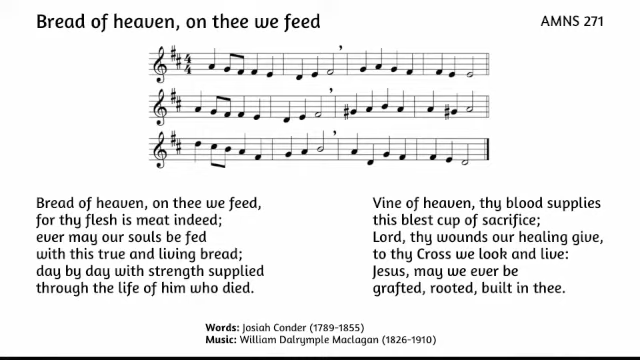 Bread of heaven, on thee we feed
AMNS 271
4
4
Bread of heaven, on thee we feed,
for thy flesh is meat indeed;
ever may our souls be fed
with this true and living bread;
day by day with strength supplied
through the life of him who died.
Vine of heaven, thy blood supplies
this blest cup of sacrifice;
Lord, thy wounds our healing give,
to thy Cross we look and live:
Jesus, may we ever be
grafted, rooted, built in thee.
Words: Josiah Conder (1789-1855)
Music: William Dalrymple Maclagan (1826-1910)